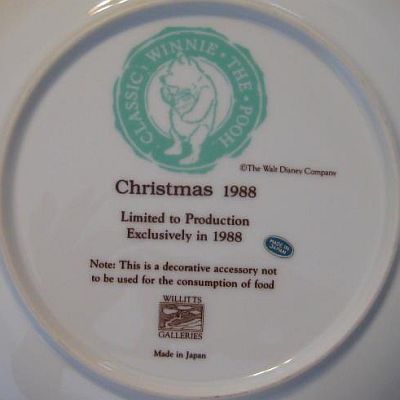 CLASSIC • WINNIE • THE • POOH
©The Walt Disney Company
Christmas 1988
Limited to Production
Exclusively in 1988
MADE IN
JAPAN
Note: This is a decorative accessory not
to be used for the consumption of food
WILLITTS
GALLERIES
Made in Japan